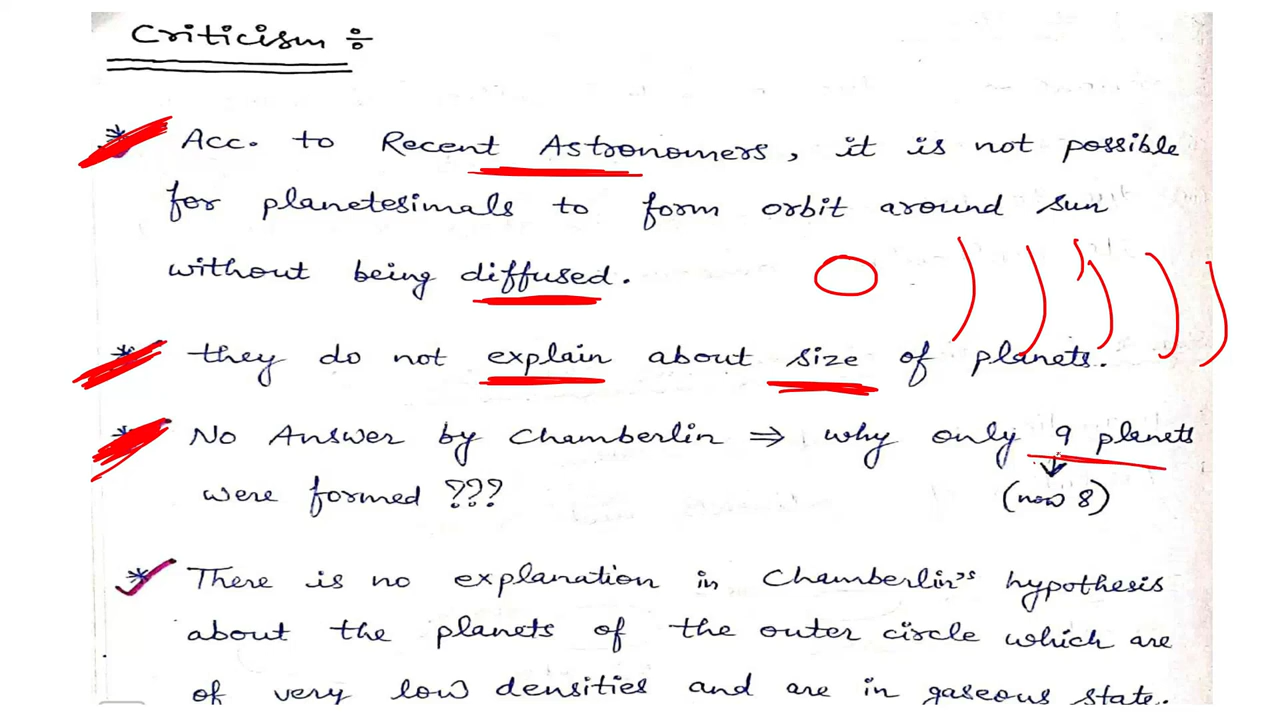 Criticism ÷
* Acc. to Recent Astronomers, it is not possible
for planetesimals to form orbit around sun
without being diffused.
* they do not explain about size of planets.
* No Answer by Chamberlin ⇒ why only 9 planets
were formed ???
↓
(now 8)
* There is no explanation in Chamberlin's hypothesis
about the planets of the outer circle which are
of very low densities and are in gaseous state.